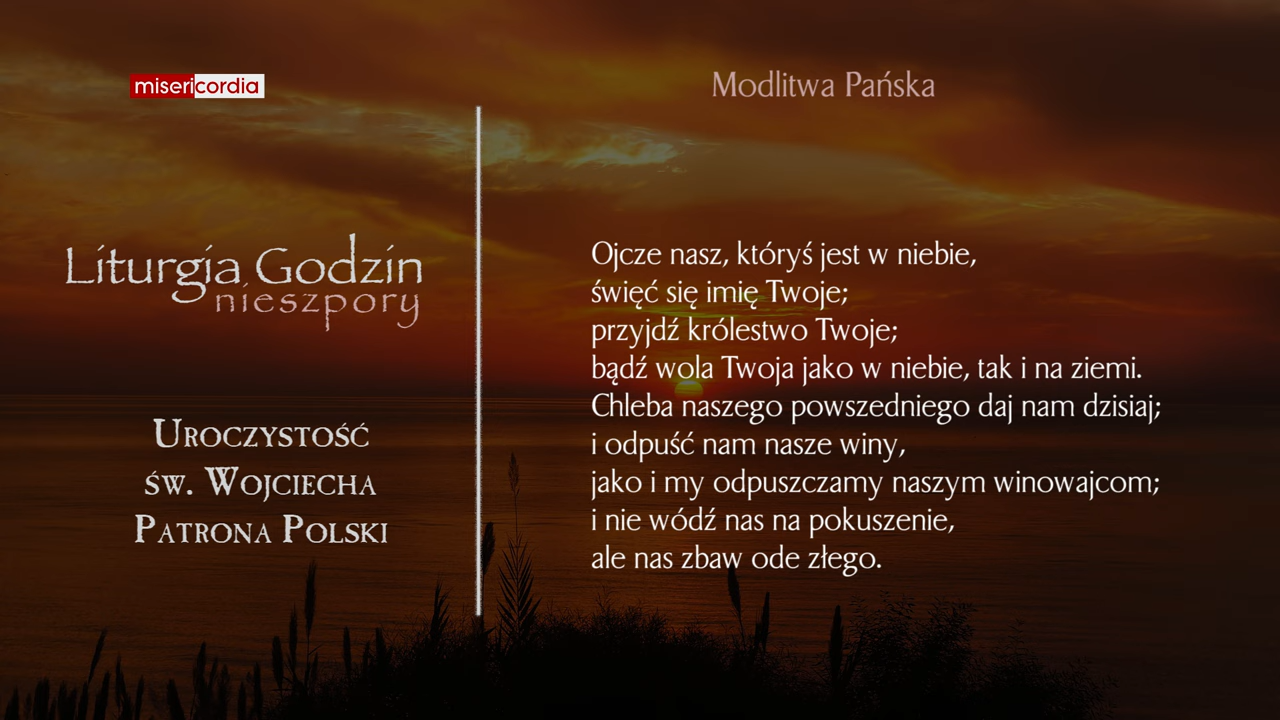 misericordia
Liturgia Godzin
nieszpory
Uroczystość
św. Wojciecha
Patrona Polski
Modlitwa Pańska
Ojcze nasz, któryś jest w niebie,
święć się imię Twoje;
przyjdź królestwo Twoje;
bądź wola Twoja jako w niebie, tak i na ziemi.
Chleba naszego powszedniego daj nam dzisiaj;
i odpuść nam nasze winy,
jako i my odpuszczamy naszym winowajcom;
i nie wódź nas na pokuszenie,
ale nas zbaw ode złego.